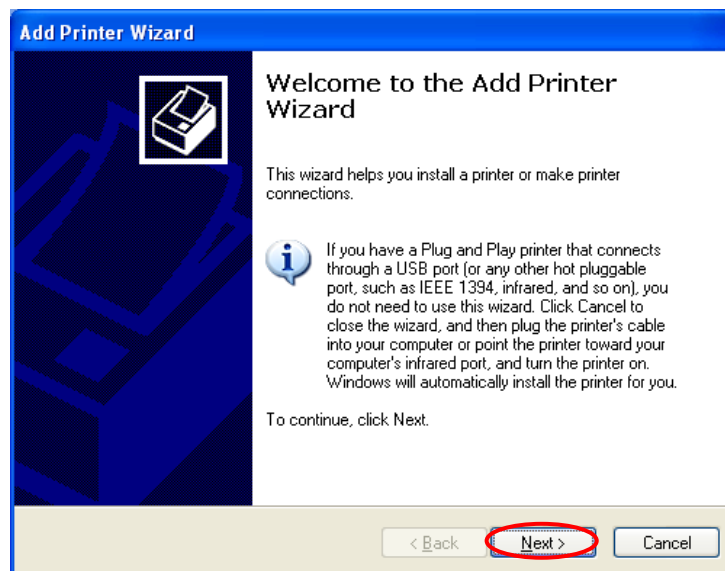 Add Printer Wizard
Welcome to the Add Printer
Wizard
This wizard helps you install a printer or make printer
connections.
If you have a Plug and Play printer that connects
through a USB port (or any other hot pluggable
port, such as IEEE 1394, infrared, and so on), you
do not need to use this wizard. Click Cancel to
close the wizard, and then plug the printer's cable
into your computer or point the printer toward your
computer's infrared port, and turn the printer on.
Windows will automatically install the printer for you.
To continue, click Next.
< Back Next > Cancel